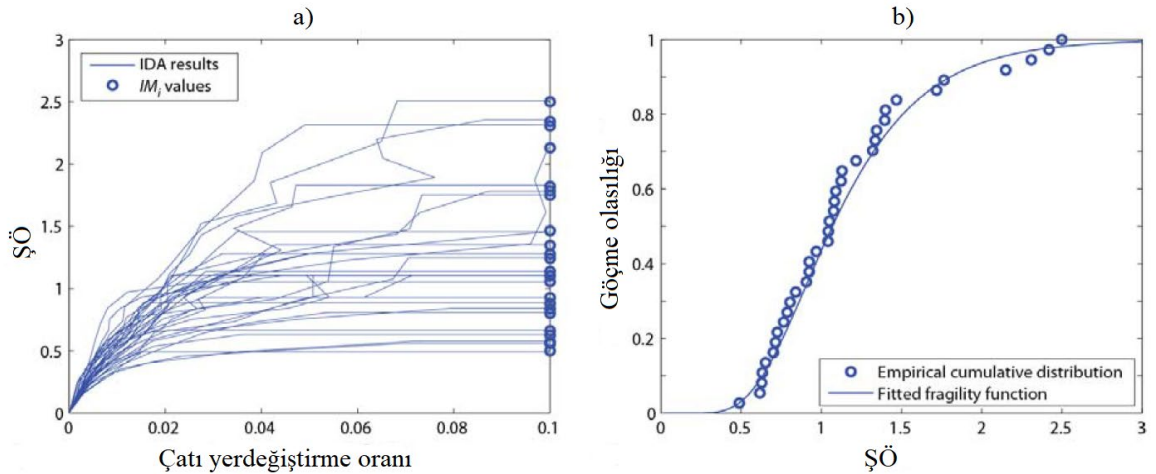 a)
3
2.5
2
1.5
1
0.5
0
ŞÖ
IDA results
IMi values
0 0.02 0.04 0.06 0.08 0.1
Çatı yerdeğiştirme oranı
b)
1
0.8
0.6
0.4
0.2
0
Göçme olasılığı
Empirical cumulative distribution
Fitted fragility function
0 0.5 1 1.5 2 2.5 3
ŞÖ